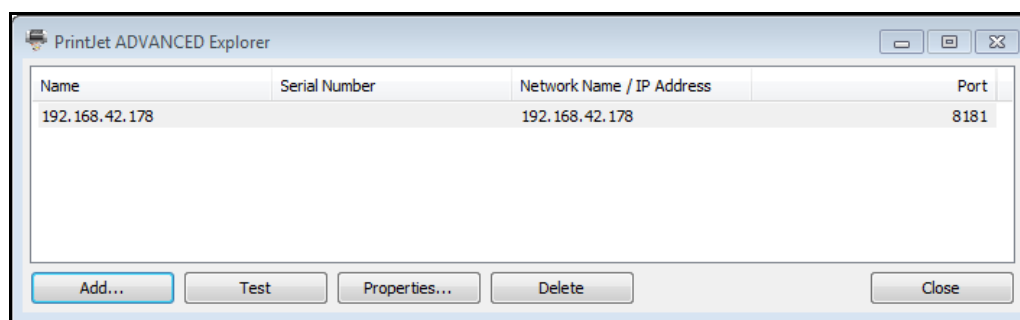 PrintJet ADVANCED Explorer
Name Serial Number Network Name / IP Address Port
192.168.42.178 192.168.42.178 8181
Add... Test Properties... Delete Close